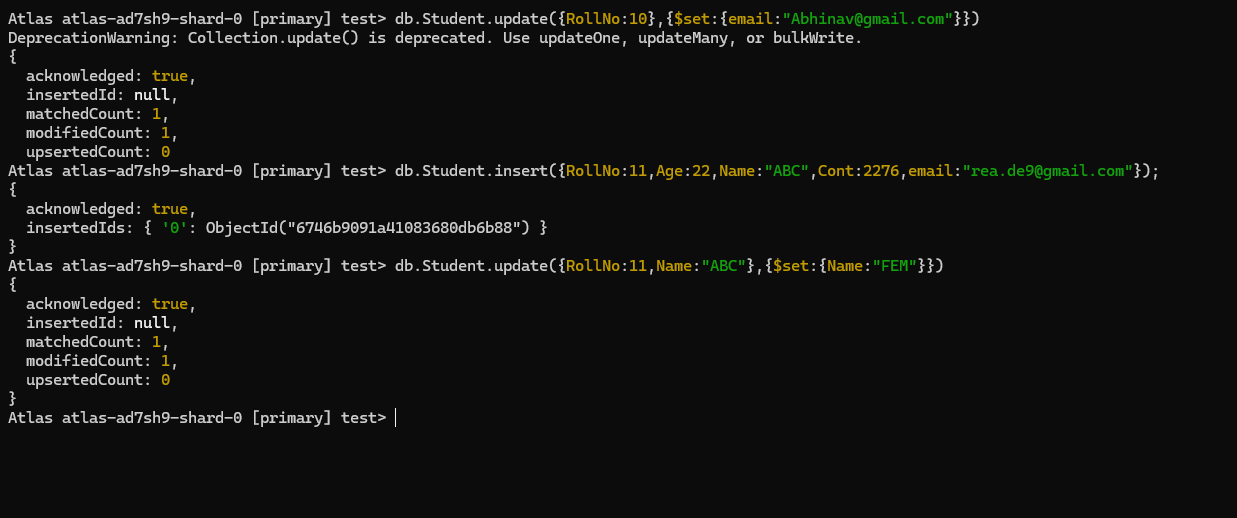 Atlas atlas-ad7sh9-shard-0 [primary] test> db.Student.update({RollNo:10},{$set:{email:"Abhinav@gmail.com"}})
DeprecationWarning: Collection.update() is deprecated. Use updateOne, updateMany, or bulkWrite.
{
  acknowledged: true,
  insertedId: null,
  matchedCount: 1,
  modifiedCount: 1,
  upsertedCount: 0
Atlas atlas-ad7sh9-shard-0 [primary] test> db.Student.insert({RollNo:11,Age:22,Name:"ABC",Cont:2276,email:"rea.de9@gmail.com"});
{
  acknowledged: true,
  insertedIds: { '0': ObjectId("6746b9091a41083680db6b88") }
}
Atlas atlas-ad7sh9-shard-0 [primary] test> db.Student.update({RollNo:11,Name:"ABC"},{$set:{Name:"FEM"}})
{
  acknowledged: true,
  insertedId: null,
  matchedCount: 1,
  modifiedCount: 1,
  upsertedCount: 0
}
Atlas atlas-ad7sh9-shard-0 [primary] test>